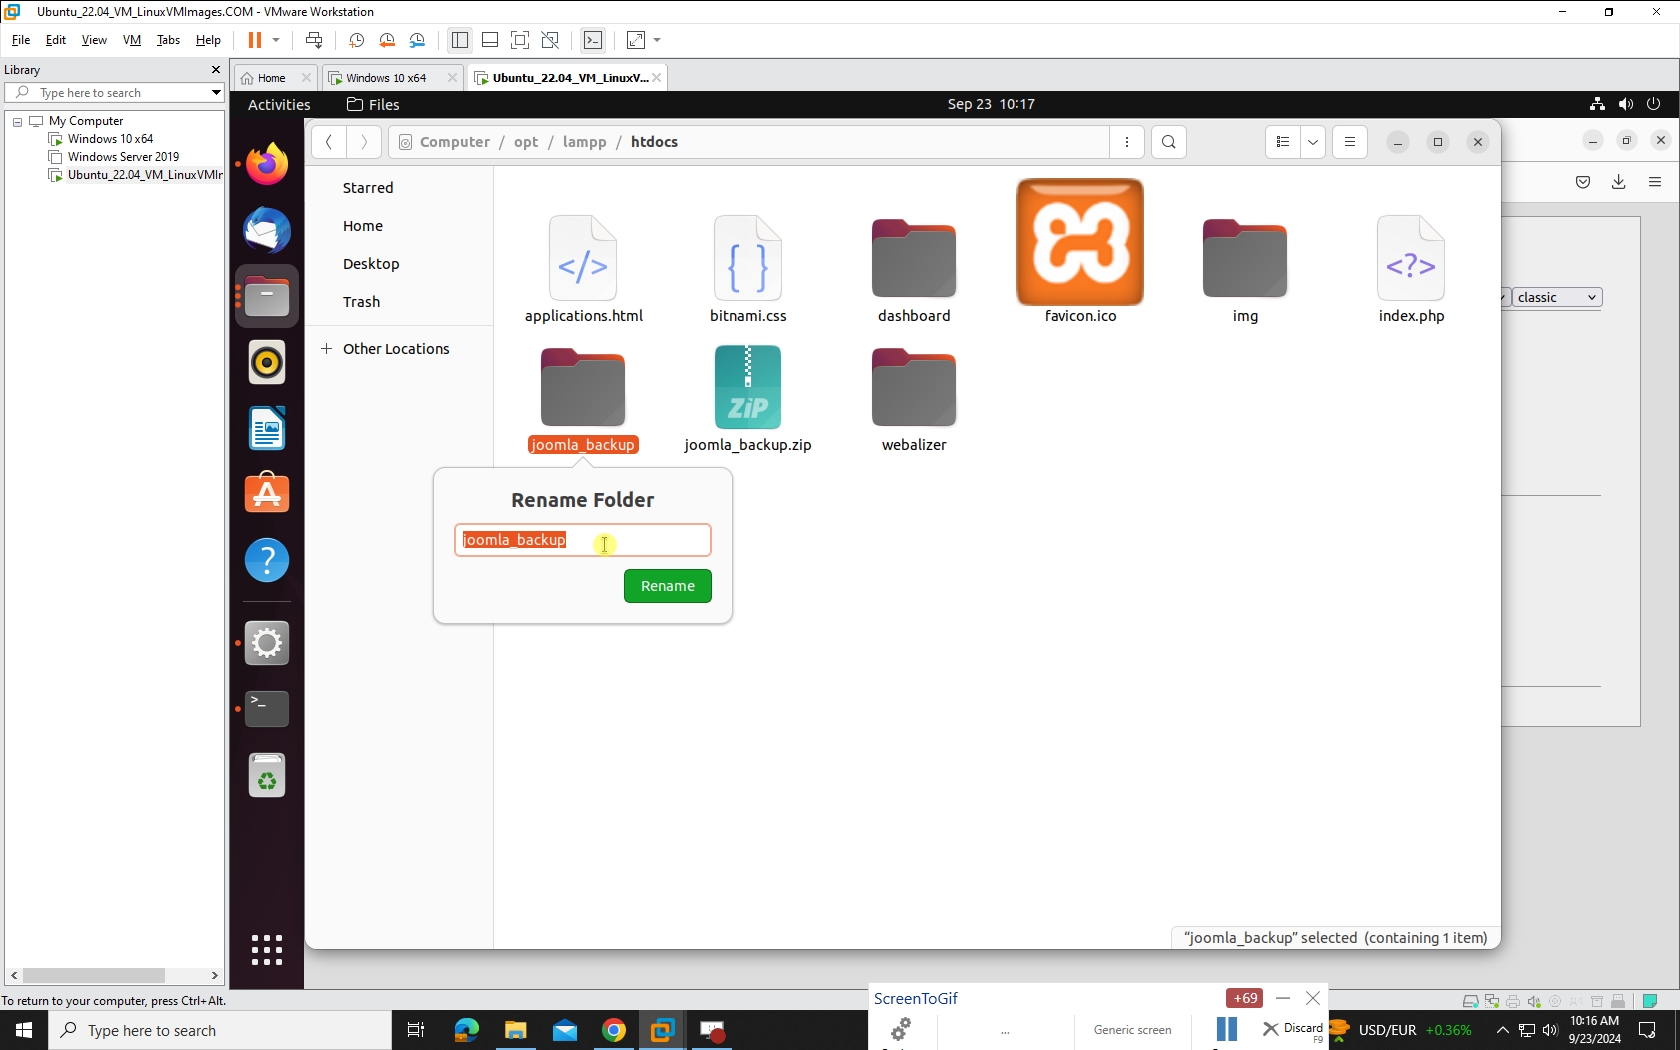 Ubuntu_22.04_VM_LinuxVMImages.COM - VMware Workstation
File Edit View VM Tabs Help
Library
Type here to search
My Computer
Windows 10 x64
Windows Server 2019
Ubuntu_22.04_VM_LinuxVMIr
Home
Windows 10 x64
Ubuntu_22.04_VM_LinuxV...
Activities
Files
Sep 23 10:17
Computer / opt / lampp / htdocs
Starred
Home
Desktop
Trash
+ Other Locations
applications.html
bitnami.css
dashboard
favicon.ico
img
index.php
joomla_backup
ZiP
joomla_backup.zip
webalizer
classic
Rename Folder
joomla_backup
Rename
"joomla_backup" selected (containing 1 item)
To return to your computer, press Ctrl+Alt.
ScreenToGif
+69
...
Generic screen
Discard
F9
Type here to search
USD/EUR +0.36%
10:16 AM
9/23/2024